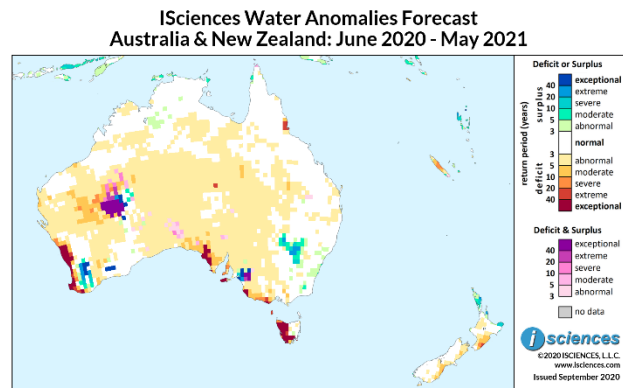 ISciences Water Anomalies Forecast
Australia & New Zealand: June 2020 - May 2021
Deficit or Surplus
return period (years)
surplus
deficit
exceptional
40
extreme
20
severe
10
moderate
5
abnormal
3
normal
3
abnormal
5
moderate
10
severe
20
extreme
40
exceptional
Deficit & Surplus
exceptional
40
extreme
20
severe
10
moderate
5
abnormal
3
no data
isciences
©2020 ISCIENCES, L.L.C.
www.isciences.com
Issued September 2020